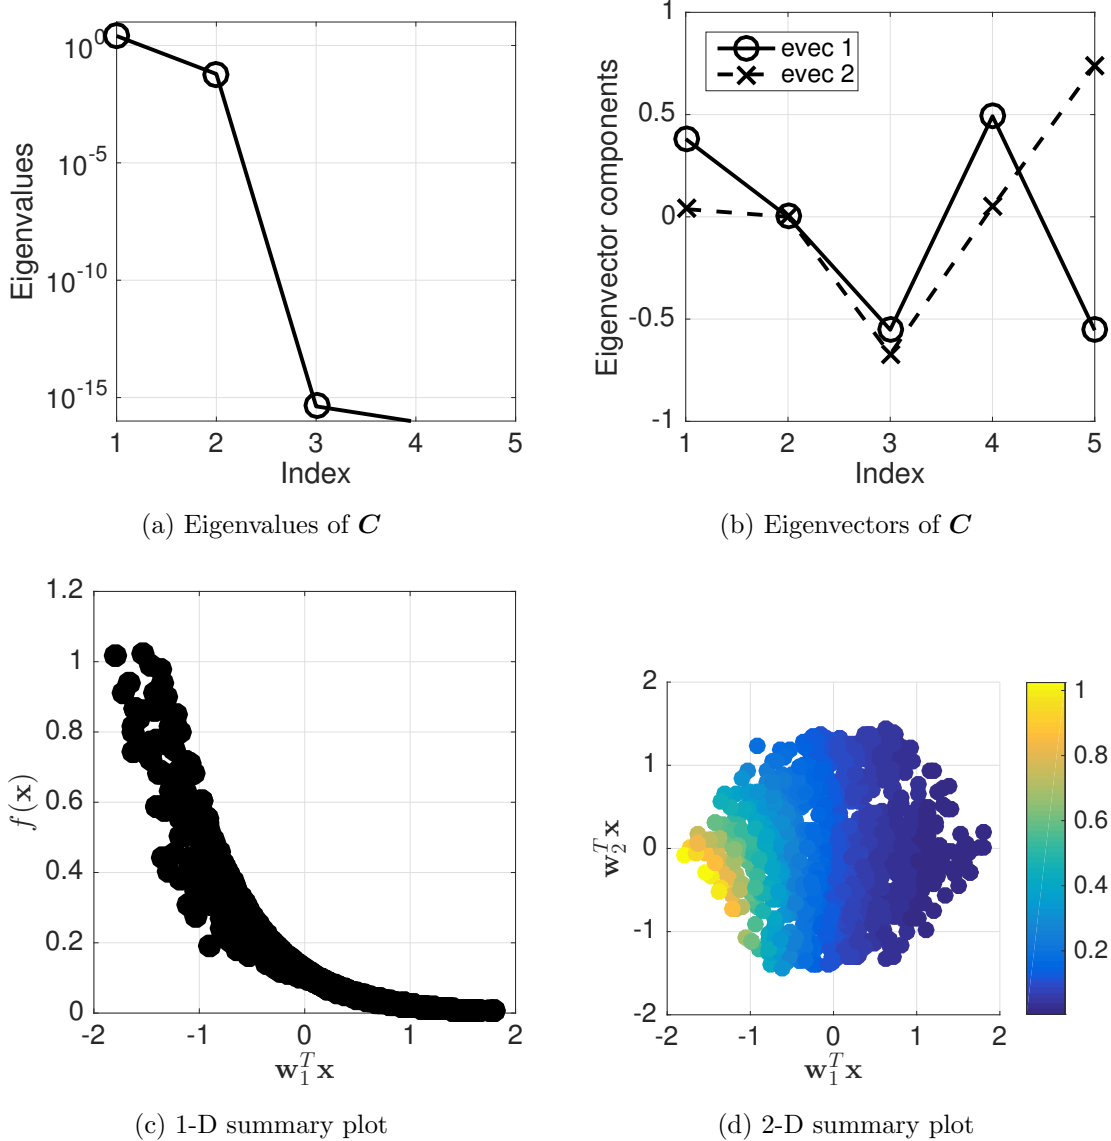 10^0
10^-5
10^-10
10^-15
Eigenvalues
1 2 3 4 5
Index
(a) Eigenvalues of C
1
0.5
0
-0.5
-1
Eigenvector components
evec 1
evec 2
1 2 3 4 5
Index
(b) Eigenvectors of C
1.2
1
0.8
0.6
0.4
0.2
0
f(x)
-2 -1 0 1 2
w_1^T x
(c) 1-D summary plot
2
1
0
-1
-2
w_2^T x
-2 -1 0 1 2
w_1^T x
1
0.8
0.6
0.4
0.2
(d) 2-D summary plot